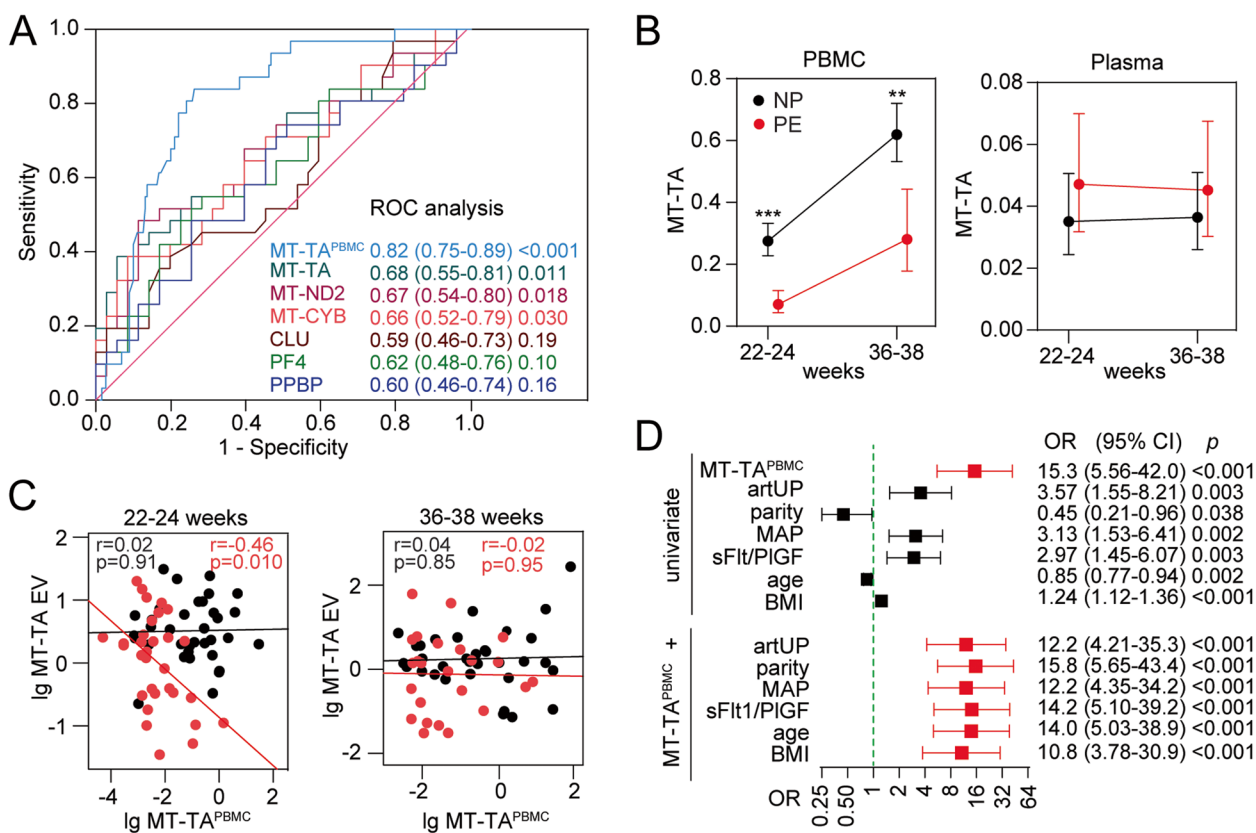 A
1.0
0.8
0.6
0.4
0.2
0.0
Sensitivity
0.0 0.2 0.4 0.6 0.8 1.0
1 - Specificity
ROC analysis
MT-TA^PBMC 0.82 (0.75-0.89) <0.001
MT-TA 0.68 (0.55-0.81) 0.011
MT-ND2 0.67 (0.54-0.80) 0.018
MT-CYB 0.66 (0.52-0.79) 0.030
CLU 0.59 (0.46-0.73) 0.19
PF4 0.62 (0.48-0.76) 0.10
PPBP 0.60 (0.46-0.74) 0.16
B
PBMC
0.8
0.6
0.4
0.2
0.0
MT-TA
NP
PE
***
**
22-24 36-38
weeks
Plasma
0.08
0.06
0.04
0.02
0.00
MT-TA
22-24 36-38
weeks
C
22-24 weeks
r=0.02 r=-0.46
p=0.91 p=0.010
2
1
0
-1
lg MT-TA EV
-4 -2 0 2
lg MT-TA^PBMC
36-38 weeks
r=0.04 r=-0.02
p=0.85 p=0.95
2
0
-2
lg MT-TA EV
-2 -1 0 1 2
lg MT-TA^PBMC
D
OR (95% CI) p
univariate
MT-TA^PBMC 15.3 (5.56-42.0) <0.001
artUP 3.57 (1.55-8.21) 0.003
parity 0.45 (0.21-0.96) 0.038
MAP 3.13 (1.53-6.41) 0.002
sFlt/PlGF 2.97 (1.45-6.07) 0.003
age 0.85 (0.77-0.94) 0.002
BMI 1.24 (1.12-1.36) <0.001
MT-TA^PBMC +
artUP 12.2 (4.21-35.3) <0.001
parity 15.8 (5.65-43.4) <0.001
MAP 12.2 (4.35-34.2) <0.001
sFlt1/PlGF 14.2 (5.10-39.2) <0.001
age 14.0 (5.03-38.9) <0.001
BMI 10.8 (3.78-30.9) <0.001
OR
0.25 0.50 1 2 4 8 16 32 64